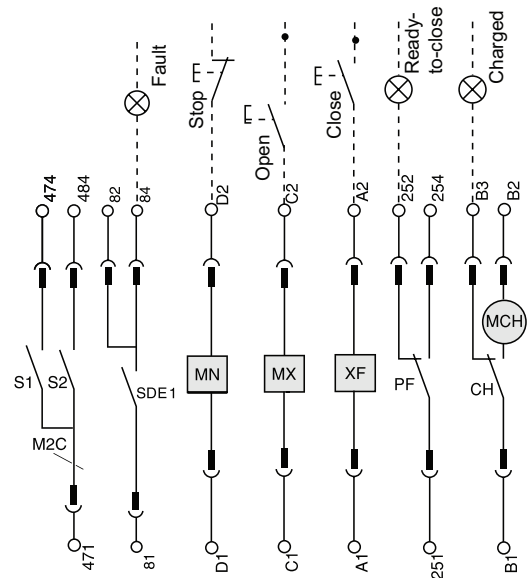 Fault
Stop
Open
Close
Ready-
to-close
Charged
474
484
82
84
D2
C2
A2
252
254
B3
B2
MCH
S1
S2
SDE1
MN
MX
XF
PF
CH
M2C
471
81
D1
C1
A1
251
B1